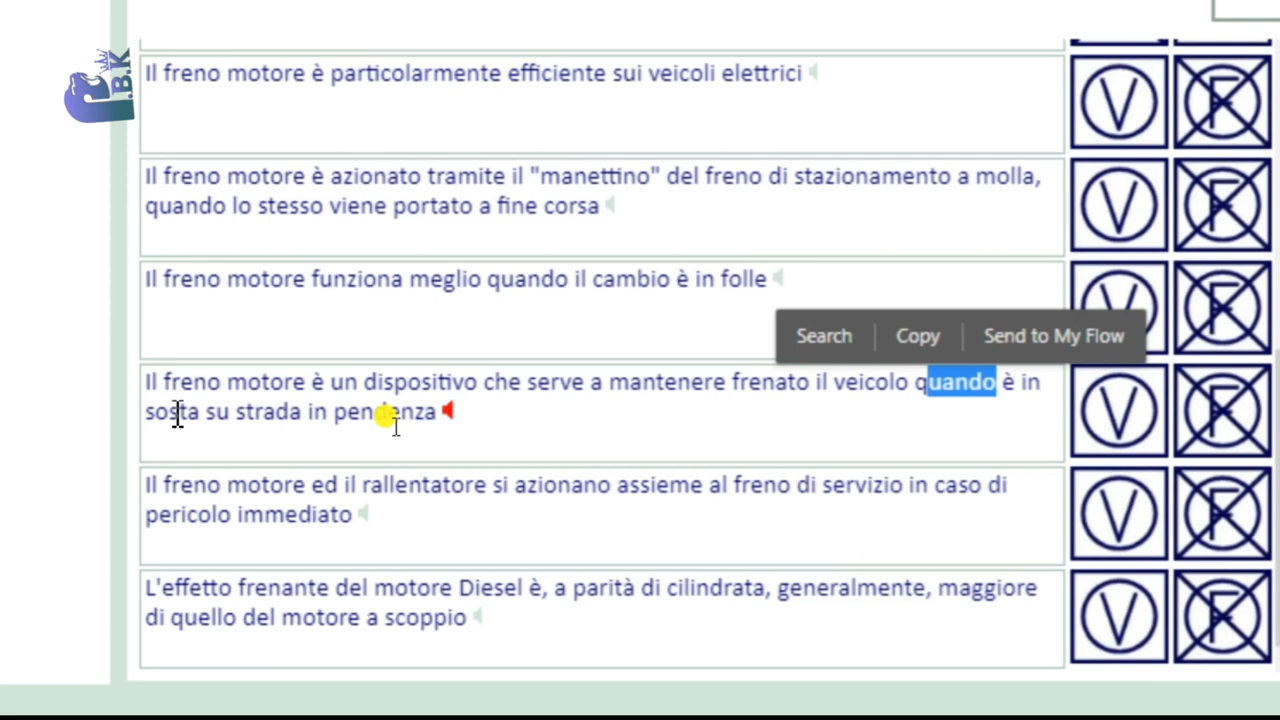 B.K
Il freno motore è particolarmente efficiente sui veicoli elettrici
V F
Il freno motore è azionato tramite il "manettino" del freno di stazionamento a molla,
quando lo stesso viene portato a fine corsa
V F
Il freno motore funziona meglio quando il cambio è in folle
V F
Search Copy Send to My Flow
Il freno motore è un dispositivo che serve a mantenere frenato il veicolo quando è in
sosta su strada in pendenza
V F
Il freno motore ed il rallentatore si azionano assieme al freno di servizio in caso di
pericolo immediato
V F
L'effetto frenante del motore Diesel è, a parità di cilindrata, generalmente, maggiore
di quello del motore a scoppio
V F